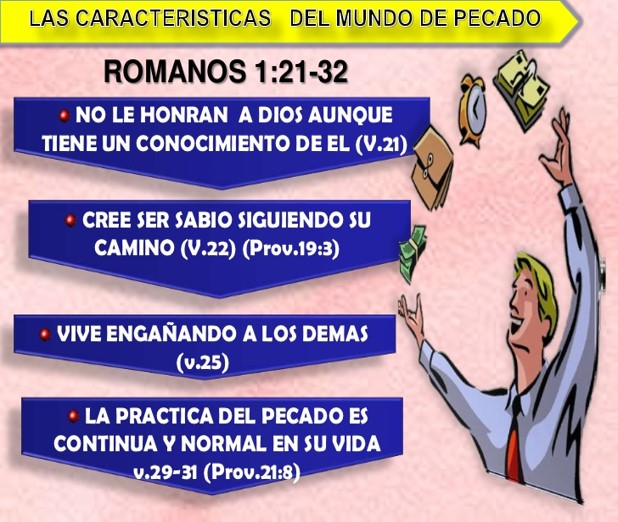 LAS CARACTERISTICAS DEL MUNDO DE PECADO
ROMANOS 1:21-32
NO LE HONRAN A DIOS AUNQUE
TIENE UN CONOCIMIENTO DE EL (V.21)
CREE SER SABIO SIGUIENDO SU
CAMINO (V.22) (Prov.19:3)
VIVE ENGAÑANDO A LOS DEMAS
(v.25)
LA PRACTICA DEL PECADO ES
CONTINUA Y NORMAL EN SU VIDA
v.29-31 (Prov.21:8)